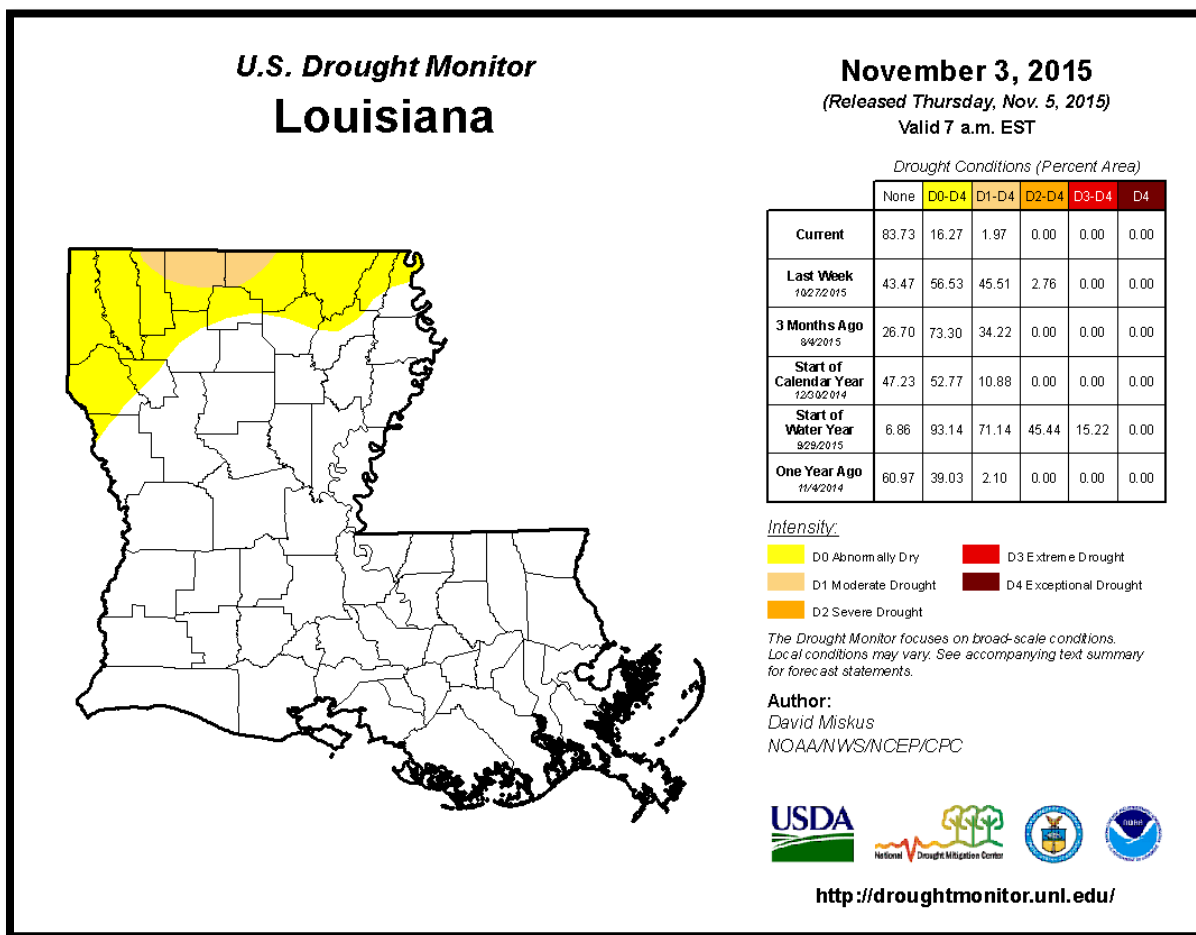 U.S. Drought Monitor
Louisiana
November 3, 2015
(Released Thursday, Nov. 5, 2015)
Valid 7 a.m. EST
Drought Conditions (Percent Area)
None D0-D4 D1-D4 D2-D4 D3-D4 D4
Current 83.73 16.27 1.97 0.00 0.00 0.00
Last Week 43.47 56.53 45.51 2.76 0.00 0.00
10/27/2015
3 Months Ago 26.70 73.30 34.22 0.00 0.00 0.00
8/4/2015
Start of
Calendar Year 47.23 52.77 10.88 0.00 0.00 0.00
12/30/2014
Start of
Water Year 6.86 93.14 71.14 45.44 15.22 0.00
9/29/2015
One Year Ago 60.97 39.03 2.10 0.00 0.00 0.00
11/4/2014
Intensity:
D0 Abnormally Dry
D1 Moderate Drought
D2 Severe Drought
D3 Extreme Drought
D4 Exceptional Drought
The Drought Monitor focuses on broad-scale conditions.
Local conditions may vary. See accompanying text summary
for forecast statements.
Author:
David Miskus
NOAA/NWS/NCEP/CPC
USDA
National Drought Mitigation Center
http://droughtmonitor.unl.edu/